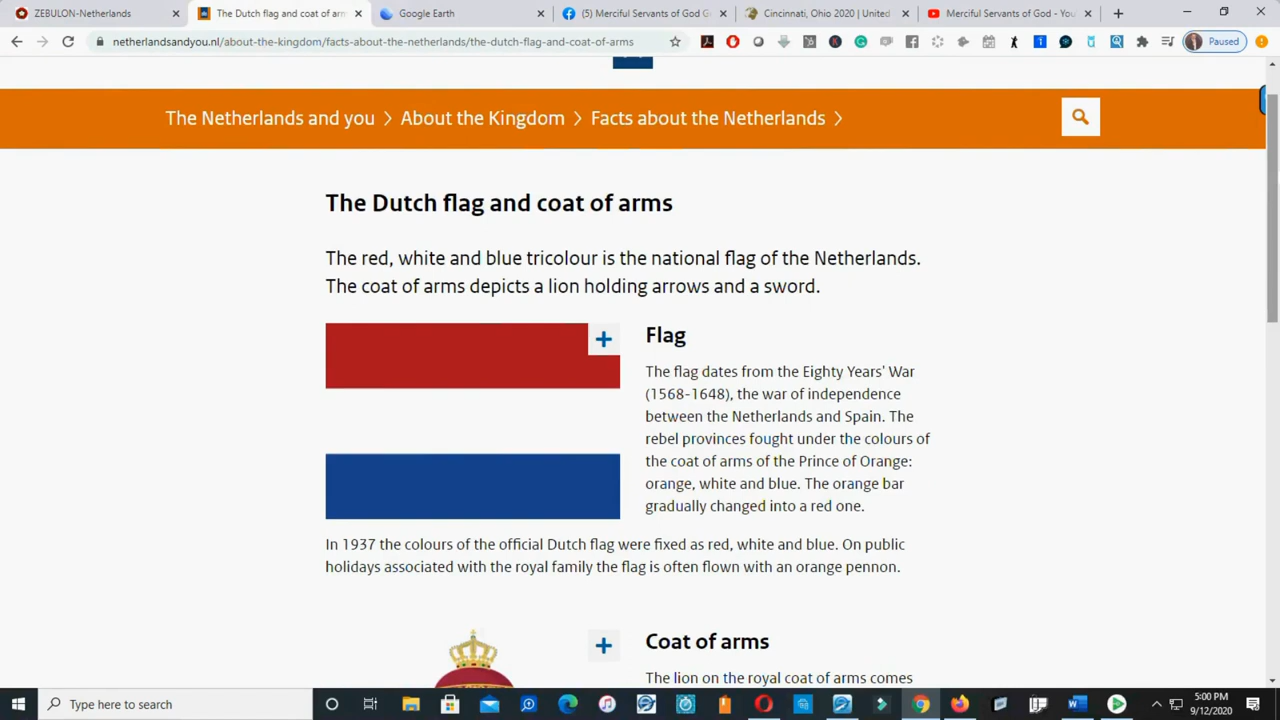 ZEBULON-Netherlands
The Dutch flag and coat of arm
Google Earth
(5) Merciful Servants of God G
Cincinnati, Ohio 2020 | United
Merciful Servants of God - You
netherlandsandyou.nl/about-the-kingdom/facts-about-the-netherlands/the-dutch-flag-and-coat-of-arms
Paused
The Netherlands and you
About the Kingdom
Facts about the Netherlands
The Dutch flag and coat of arms
The red, white and blue tricolour is the national flag of the Netherlands.
The coat of arms depicts a lion holding arrows and a sword.
Flag
The flag dates from the Eighty Years' War
(1568-1648), the war of independence
between the Netherlands and Spain. The
rebel provinces fought under the colours of
the coat of arms of the Prince of Orange:
orange, white and blue. The orange bar
gradually changed into a red one.
In 1937 the colours of the official Dutch flag were fixed as red, white and blue. On public
holidays associated with the royal family the flag is often flown with an orange pennon.
Coat of arms
The lion on the royal coat of arms comes
Type here to search
5:00 PM
9/12/2020